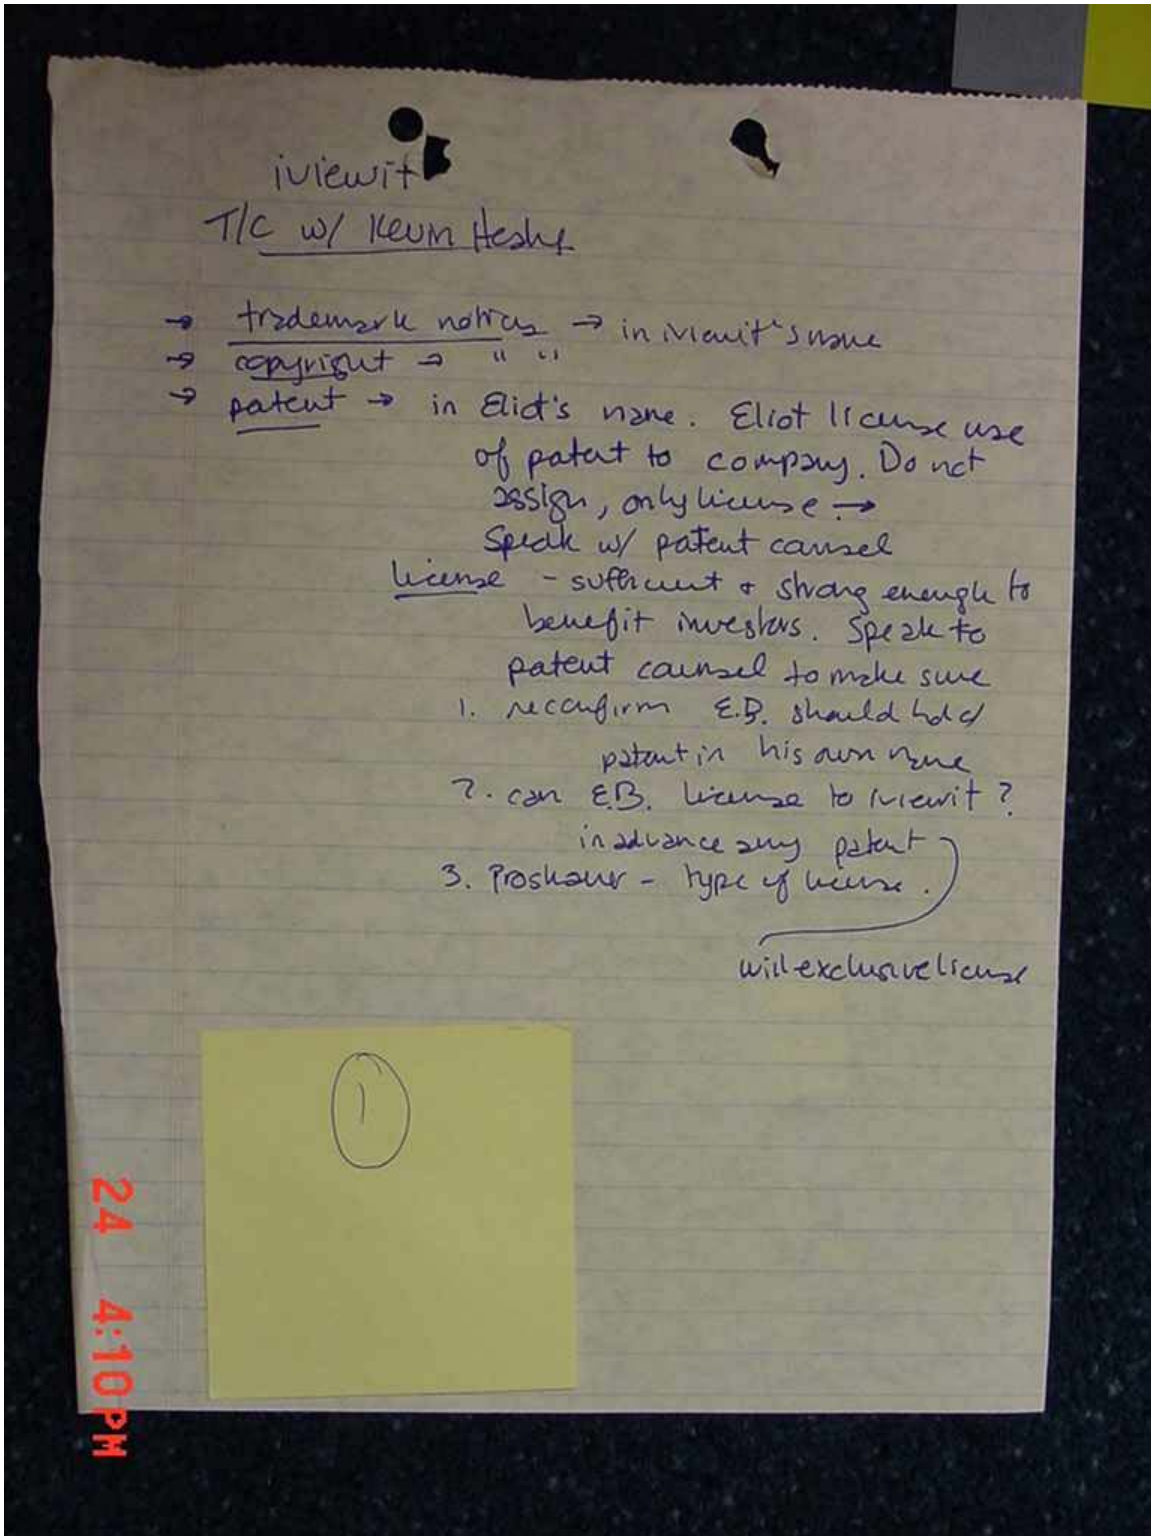 iviewit
T/C w/ Kevin
→ trademark notices → in iviewit's name
→ copyright → " "
→ patent → in Eliot's name. Eliot license use
of patent to company. Do not
assign, only license →
Speak w/ patent counsel
license - sufficient & strong enough to
benefit investors. Speak to
patent counsel to make sure
1. reconfirm E.B. should hold
patent in his own name
2. can E.B. license to iviewit?
in advance any patent
3. Proskauer - type of license.
will exclusive license
1
24 4:10PM